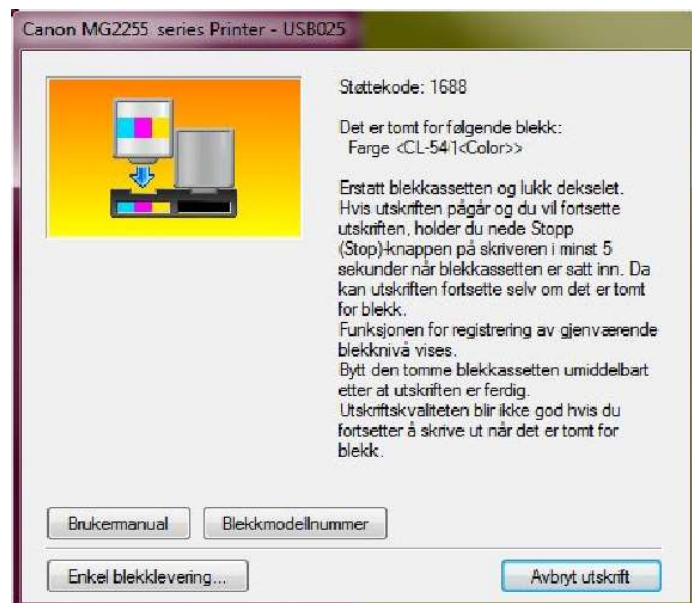 Canon MG2255 series Printer - USB025
Støttekode: 1688
Det er tomt for følgende blekk:
Farge <CL-541<Color>>
Erstatt blekkassetten og lukk dekselet.
Hvis utskriften pågår og du vil fortsette
utskriften, holder du nede Stopp
(Stop)-knappen på skriveren i minst 5
sekunder når blekkassetten er satt inn. Da
kan utskriften fortsette selv om det er tomt
for blekk.
Funksjonen for registrering av gjenværende
blekknivå vises.
Bytt den tomme blekkassetten umiddelbart
etter at utskriften er ferdig.
Utskriftskvaliteten blir ikke god hvis du
fortsetter å skrive ut når det er tomt for
blekk.
Brukermanual
Blekkmodellnummer
Enkel blekklevering...
Avbryt utskrift